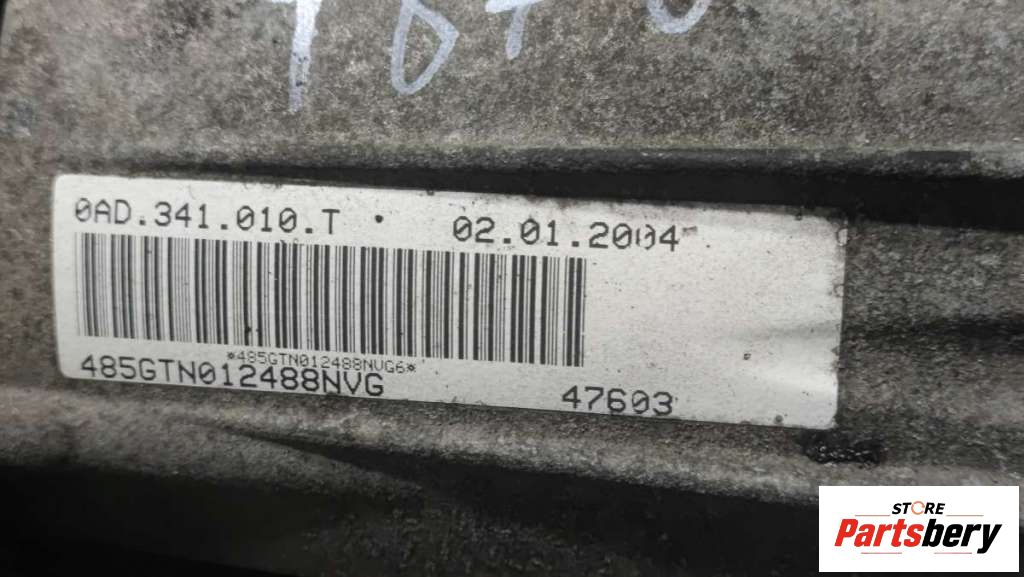 0AD.341.010.T • 02.01.2004
*485GTN012488NVG6*
485GTN012488NVG 47603
STORE
Partsbery